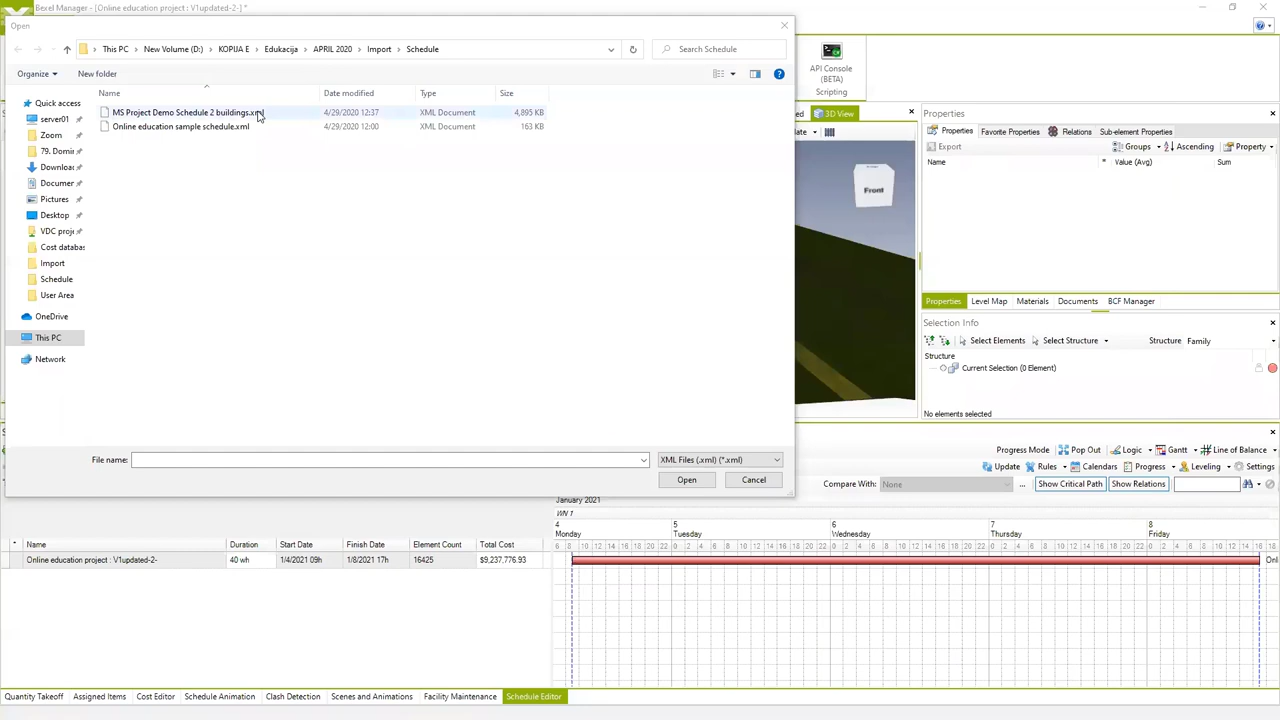 Bexel Manager - [Online education project : V1updated-2-] *
Open
This PC > New Volume (D:) > KOPIJA E > Edukacija > APRIL 2020 > Import > Schedule
Search Schedule
Organize
New folder
Name
Date modified
Type
Size
MS Project Demo Schedule 2 buildings.xml
4/29/2020 12:37
XML Document
4,895 KB
Online education sample schedule.xml
4/29/2020 12:00
XML Document
163 KB
Quick access
server01
Zoom
79. Domin
Downloac
Documer
Pictures
Desktop
VDC proj
Cost databas
Import
Schedule
User Area
OneDrive
This PC
Network
File name:
XML Files (.xml) (*.xml)
Open
Cancel
API Console
(BETA)
Scripting
3D View
Front
Properties
Properties
Favorite Properties
Relations
Sub-element Properties
Export
Groups
Ascending
Property
Name
*
Value (Avg)
Sum
Properties
Level Map
Materials
Documents
BCF Manager
Selection Info
Select Elements
Select Structure
Structure
Family
Structure
Current Selection (0 Element)
No elements selected
Progress Mode
Pop Out
Logic
Gantt
Line of Balance
Update
Rules
Calendars
Progress
Leveling
Settings
Compare With:
None
...
Show Critical Path
Show Relations
January 2021
WN 1
4
Monday
5
Tuesday
6
Wednesday
7
Thursday
8
Friday
Name
Duration
Start Date
Finish Date
Element Count
Total Cost
Online education project : V1updated-2-
40 wh
1/4/2021 09h
1/8/2021 17h
16425
$9,237,776.93
Onl
Quantity Takeoff
Assigned Items
Cost Editor
Schedule Animation
Clash Detection
Scenes and Animations
Facility Maintenance
Schedule Editor